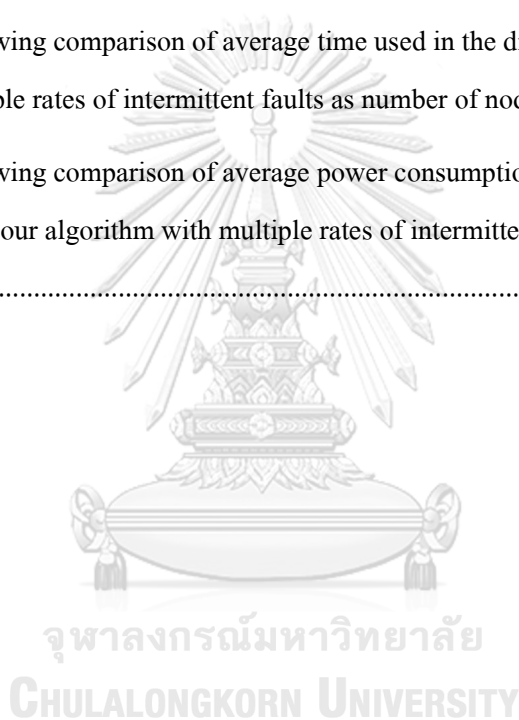 wing comparison of average time used in the di
ple rates of intermittent faults as number of noc
wing comparison of average power consumptio
our algorithm with multiple rates of intermitte
....................................................................................
จุฬาลงกรณ์มหาวิทยาลัย
CHULALONGKORN UNIVERSITY